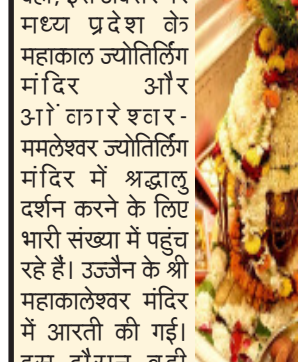 मध्य प्रदेश के
महाकाल ज्योतिर्लिंग
मंदिर और
ओंकारेश्वर-
ममलेश्वर ज्योतिर्लिंग
मंदिर में श्रद्धालु
दर्शन करने के लिए
भारी संख्या में पहुंच
रहे हैं। उज्जैन के श्री
महाकालेश्वर मंदिर
में आरती की गई।